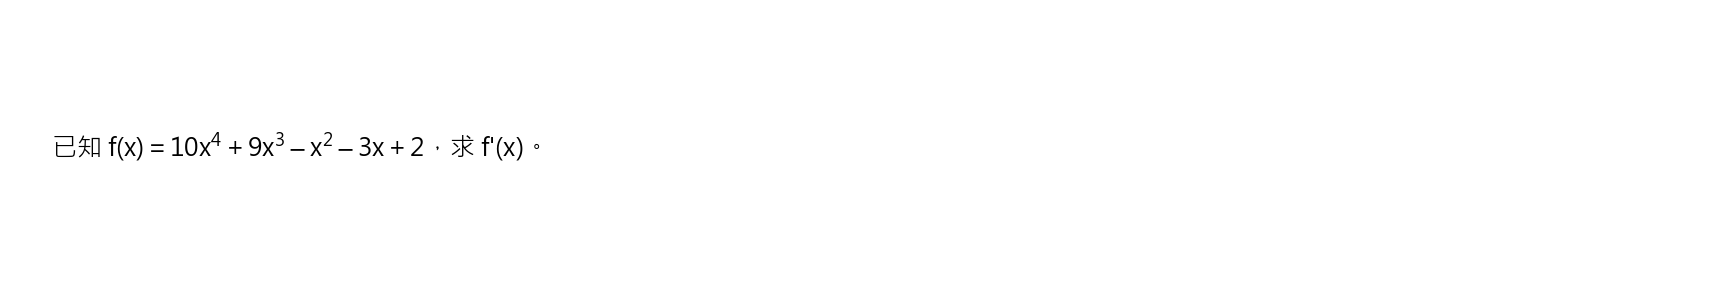 已知 f(x) = 10x⁴ + 9x³ – x² – 3x + 2，求 f'(x)。